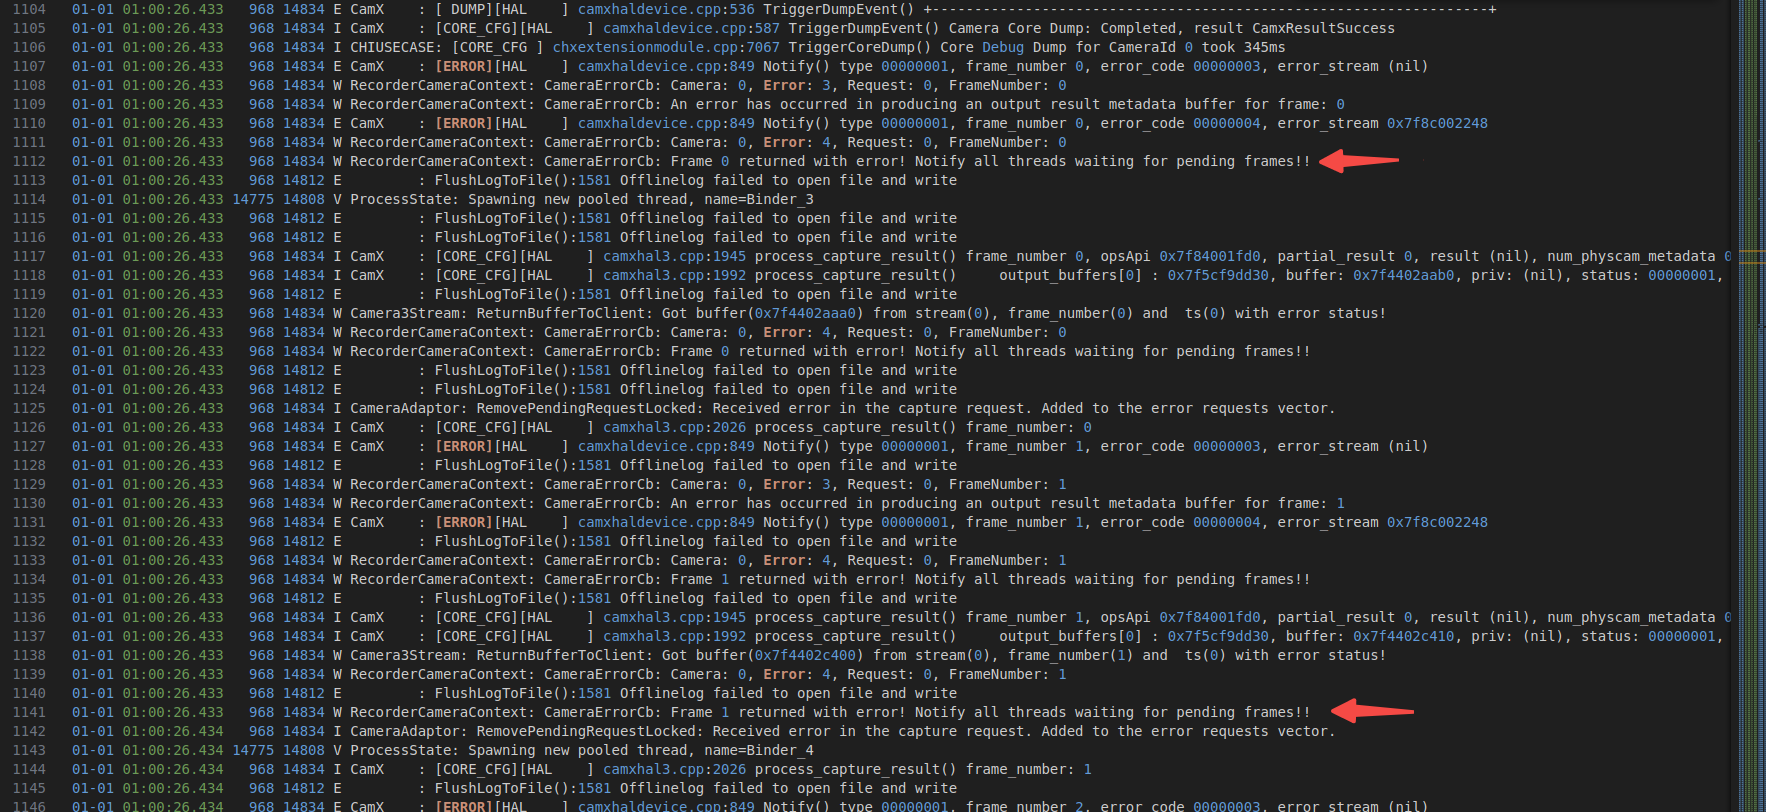 1104 01-01 01:00:26.433 968 14834 E CamX : [ DUMP][HAL ] camxhaldevice.cpp:536 TriggerDumpEvent() +------------------------------------------------------------------+
1105 01-01 01:00:26.433 968 14834 I CamX : [CORE_CFG][HAL ] camxhaldevice.cpp:587 TriggerDumpEvent() Camera Core Dump: Completed, result CamxResultSuccess
1106 01-01 01:00:26.433 968 14834 I CHIUSECASE: [CORE_CFG ] chxextensionmodule.cpp:7067 TriggerCoreDump() Core Debug Dump for CameraId 0 took 345ms
1107 01-01 01:00:26.433 968 14834 E CamX : [ERROR][HAL ] camxhaldevice.cpp:849 Notify() type 00000001, frame_number 0, error_code 00000003, error_stream (nil)
1108 01-01 01:00:26.433 968 14834 W RecorderCameraContext: CameraErrorCb: Camera: 0, Error: 3, Request: 0, FrameNumber: 0
1109 01-01 01:00:26.433 968 14834 W RecorderCameraContext: CameraErrorCb: An error has occurred in producing an output result metadata buffer for frame: 0
1110 01-01 01:00:26.433 968 14834 E CamX : [ERROR][HAL ] camxhaldevice.cpp:849 Notify() type 00000001, frame_number 0, error_code 00000004, error_stream 0x7f8c002248
1111 01-01 01:00:26.433 968 14834 W RecorderCameraContext: CameraErrorCb: Camera: 0, Error: 4, Request: 0, FrameNumber: 0
1112 01-01 01:00:26.433 968 14834 W RecorderCameraContext: CameraErrorCb: Frame 0 returned with error! Notify all threads waiting for pending frames!!
1113 01-01 01:00:26.433 968 14812 E : FlushLogToFile():1581 Offlinelog failed to open file and write
1114 01-01 01:00:26.433 14775 14808 V ProcessState: Spawning new pooled thread, name=Binder_3
1115 01-01 01:00:26.433 968 14812 E : FlushLogToFile():1581 Offlinelog failed to open file and write
1116 01-01 01:00:26.433 968 14812 E : FlushLogToFile():1581 Offlinelog failed to open file and write
1117 01-01 01:00:26.433 968 14834 I CamX : [CORE_CFG][HAL ] camxhal3.cpp:1945 process_capture_result() frame_number 0, opsApi 0x7f84001fd0, partial_result 0, result (nil), num_physcam_metadata 0
1118 01-01 01:00:26.433 968 14834 I CamX : [CORE_CFG][HAL ] camxhal3.cpp:1992 process_capture_result() output_buffers[0] : 0x7f5cf9dd30, buffer: 0x7f4402aab0, priv: (nil), status: 00000001,
1119 01-01 01:00:26.433 968 14812 E : FlushLogToFile():1581 Offlinelog failed to open file and write
1120 01-01 01:00:26.433 968 14834 W Camera3Stream: ReturnBufferToClient: Got buffer(0x7f4402aaa0) from stream(0), frame_number(0) and ts(0) with error status!
1121 01-01 01:00:26.433 968 14834 W RecorderCameraContext: CameraErrorCb: Camera: 0, Error: 4, Request: 0, FrameNumber: 0
1122 01-01 01:00:26.433 968 14834 W RecorderCameraContext: CameraErrorCb: Frame 0 returned with error! Notify all threads waiting for pending frames!!
1123 01-01 01:00:26.433 968 14812 E : FlushLogToFile():1581 Offlinelog failed to open file and write
1124 01-01 01:00:26.433 968 14812 E : FlushLogToFile():1581 Offlinelog failed to open file and write
1125 01-01 01:00:26.433 968 14834 I CameraAdaptor: RemovePendingRequestLocked: Received error in the capture request. Added to the error requests vector.
1126 01-01 01:00:26.433 968 14834 I CamX : [CORE_CFG][HAL ] camxhal3.cpp:2026 process_capture_result() frame_number: 0
1127 01-01 01:00:26.433 968 14834 E CamX : [ERROR][HAL ] camxhaldevice.cpp:849 Notify() type 00000001, frame_number 1, error_code 00000003, error_stream (nil)
1128 01-01 01:00:26.433 968 14812 E : FlushLogToFile():1581 Offlinelog failed to open file and write
1129 01-01 01:00:26.433 968 14834 W RecorderCameraContext: CameraErrorCb: Camera: 0, Error: 3, Request: 0, FrameNumber: 1
1130 01-01 01:00:26.433 968 14834 W RecorderCameraContext: CameraErrorCb: An error has occurred in producing an output result metadata buffer for frame: 1
1131 01-01 01:00:26.433 968 14834 E CamX : [ERROR][HAL ] camxhaldevice.cpp:849 Notify() type 00000001, frame_number 1, error_code 00000004, error_stream 0x7f8c002248
1132 01-01 01:00:26.433 968 14812 E : FlushLogToFile():1581 Offlinelog failed to open file and write
1133 01-01 01:00:26.433 968 14834 W RecorderCameraContext: CameraErrorCb: Camera: 0, Error: 4, Request: 0, FrameNumber: 1
1134 01-01 01:00:26.433 968 14834 W RecorderCameraContext: CameraErrorCb: Frame 1 returned with error! Notify all threads waiting for pending frames!!
1135 01-01 01:00:26.433 968 14812 E : FlushLogToFile():1581 Offlinelog failed to open file and write
1136 01-01 01:00:26.433 968 14834 I CamX : [CORE_CFG][HAL ] camxhal3.cpp:1945 process_capture_result() frame_number 1, opsApi 0x7f84001fd0, partial_result 0, result (nil), num_physcam_metadata 0
1137 01-01 01:00:26.433 968 14834 I CamX : [CORE_CFG][HAL ] camxhal3.cpp:1992 process_capture_result() output_buffers[0] : 0x7f5cf9dd30, buffer: 0x7f4402c410, priv: (nil), status: 00000001,
1138 01-01 01:00:26.433 968 14834 W Camera3Stream: ReturnBufferToClient: Got buffer(0x7f4402c400) from stream(0), frame_number(1) and ts(0) with error status!
1139 01-01 01:00:26.433 968 14834 W RecorderCameraContext: CameraErrorCb: Camera: 0, Error: 4, Request: 0, FrameNumber: 1
1140 01-01 01:00:26.433 968 14812 E : FlushLogToFile():1581 Offlinelog failed to open file and write
1141 01-01 01:00:26.433 968 14834 W RecorderCameraContext: CameraErrorCb: Frame 1 returned with error! Notify all threads waiting for pending frames!!
1142 01-01 01:00:26.434 968 14834 I CameraAdaptor: RemovePendingRequestLocked: Received error in the capture request. Added to the error requests vector.
1143 01-01 01:00:26.434 14775 14808 V ProcessState: Spawning new pooled thread, name=Binder_4
1144 01-01 01:00:26.434 968 14834 I CamX : [CORE_CFG][HAL ] camxhal3.cpp:2026 process_capture_result() frame_number: 1
1145 01-01 01:00:26.434 968 14812 E : FlushLogToFile():1581 Offlinelog failed to open file and write
1146 01-01 01:00:26.434 968 14834 E CamX : [ERROR][HAL ] camxhaldevice.cpp:849 Notify() type 00000001, frame_number 2, error_code 00000003, error_stream (nil)